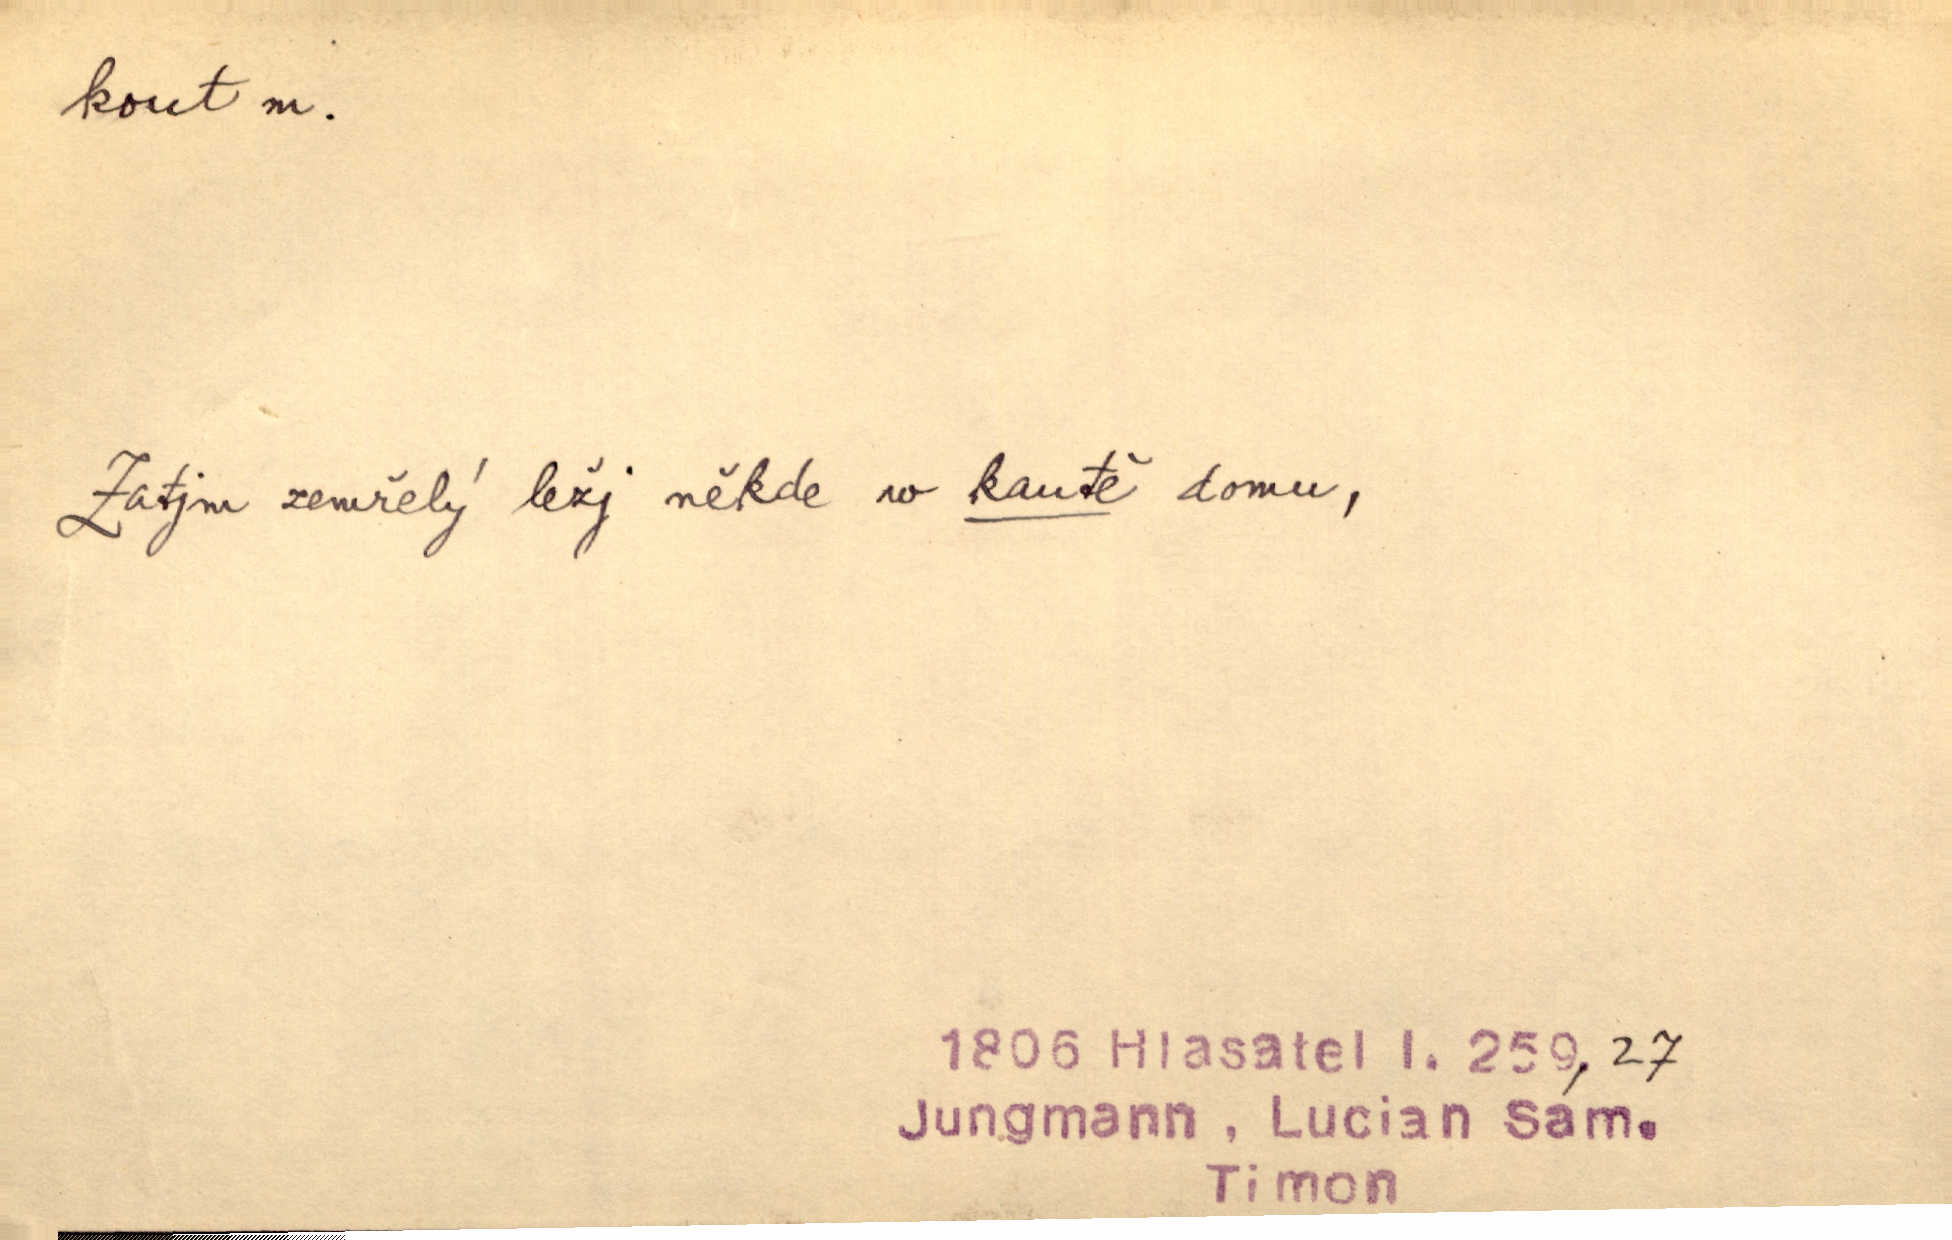 kout m.
Zatjm zemřelý ležj někde w kautě domu,
1806 Hlasatel I. 259, 27
Jungmann, Lucian Sam.
Timon